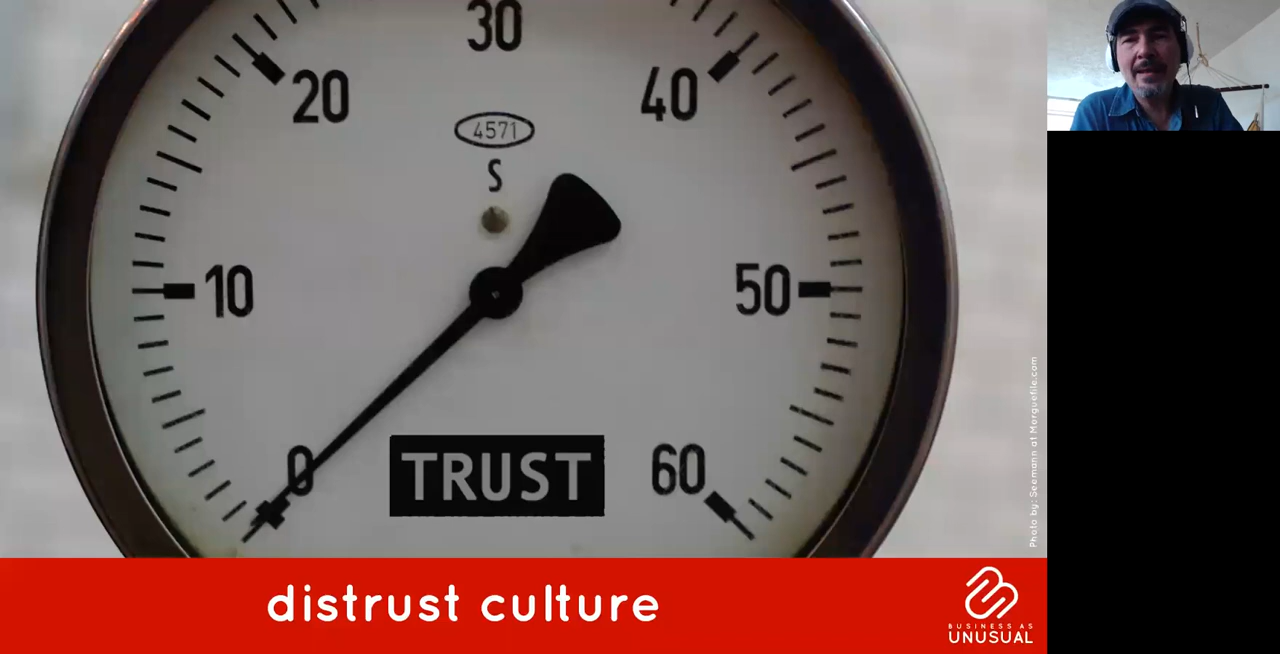 30
20
40
4571
S
10
50
0
TRUST
60
Photo by: Seemann at Morguefile.com
distrust culture
BUSINESS AS
UNUSUAL